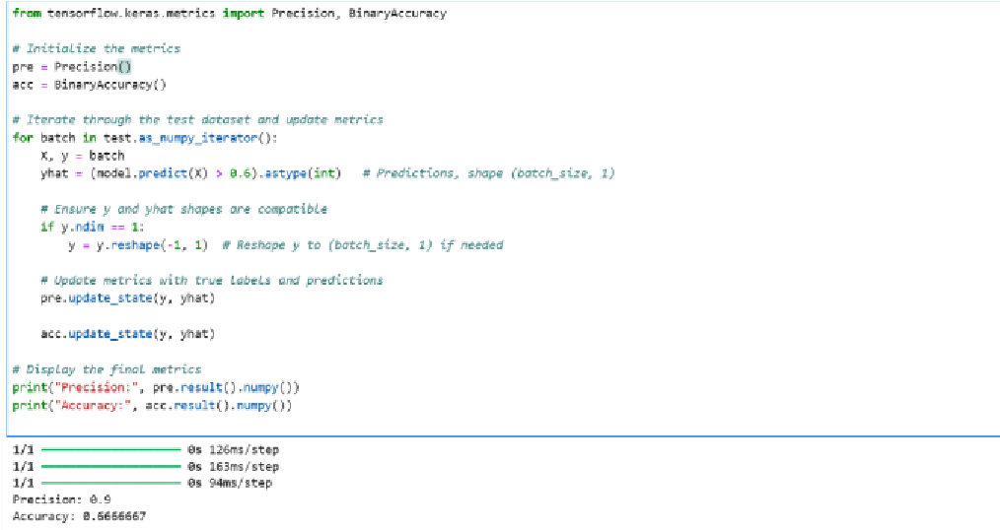 from tensorflow.keras.metrics import Precision, BinaryAccuracy
# Initialize the metrics
pre = Precision()
acc = BinaryAccuracy()
# Iterate through the test dataset and update metrics
for batch in test.as_numpy_iterator():
X, y = batch
yhat = (model.predict(X) > 0.6).astype(int)   # Predictions, shape (batch_size, 1)
# Ensure y and yhat shapes are compatible
if y.ndim == 1:
y = y.reshape(-1, 1)  # Reshape y to (batch_size, 1) if needed
# Update metrics with true labels and predictions
pre.update_state(y, yhat)
acc.update_state(y, yhat)
# Display the final metrics
print("Precision:", pre.result().numpy())
print("Accuracy:", acc.result().numpy())
1/1 0s 126ms/step
1/1 0s 163ms/step
1/1 0s 94ms/step
Precision: 0.9
Accuracy: 0.6666667